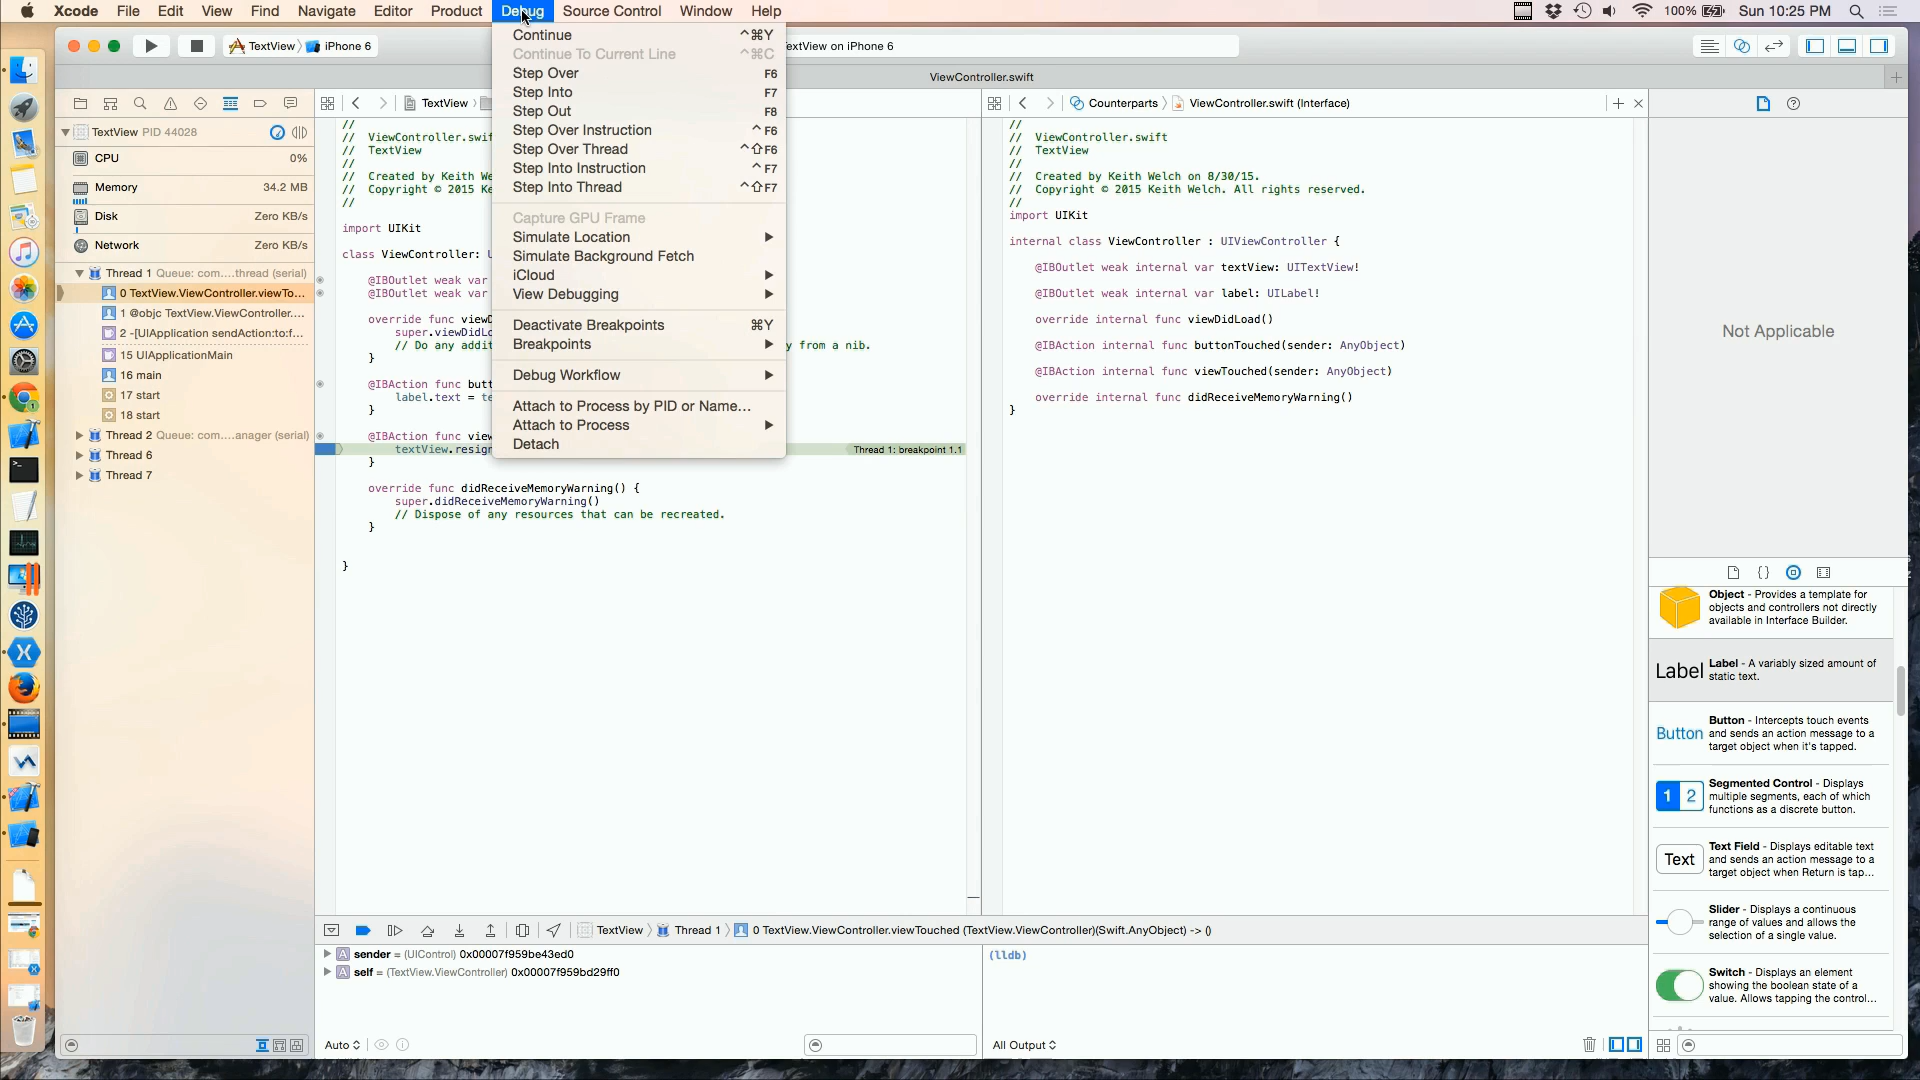 Xcode File Edit View Find Navigate Editor Product Debug Source Control Window Help
100% Sun 10:25 PM
TextView iPhone 6
extView on iPhone 6
ViewController.swift
TextView
Counterparts ViewController.swift (Interface)
TextView PID 44028
CPU 0%
Memory 34.2 MB
Disk Zero KB/s
Network Zero KB/s
Thread 1 Queue: com....thread (serial)
0 TextView.ViewController.viewTo...
1 @objc TextView.ViewController....
2 -[UIApplication sendAction:to:f...
15 UIApplicationMain
16 main
17 start
18 start
Thread 2 Queue: com....anager (serial)
Thread 6
Thread 7
//
// ViewController.swif
// TextView
//
// Created by Keith We
// Copyright © 2015 Ke
//
import UIKit
class ViewController: U
@IBOutlet weak var
@IBOutlet weak var
override func viewD
super.viewDidLo
// Do any addit y from a nib.
}
@IBAction func butt
label.text = te
}
@IBAction func view
textView.resign Thread 1: breakpoint 1.1
}
override func didReceiveMemoryWarning() {
super.didReceiveMemoryWarning()
// Dispose of any resources that can be recreated.
}
}
Continue ^⌘Y
Continue To Current Line ^⌘C
Step Over F6
Step Into F7
Step Out F8
Step Over Instruction ^F6
Step Over Thread ^⇧F6
Step Into Instruction ^F7
Step Into Thread ^⇧F7
Capture GPU Frame
Simulate Location
Simulate Background Fetch
iCloud
View Debugging
Deactivate Breakpoints ⌘Y
Breakpoints
Debug Workflow
Attach to Process by PID or Name...
Attach to Process
Detach
//
// ViewController.swift
// TextView
//
// Created by Keith Welch on 8/30/15.
// Copyright © 2015 Keith Welch. All rights reserved.
//
import UIKit
internal class ViewController : UIViewController {
@IBOutlet weak internal var textView: UITextView!
@IBOutlet weak internal var label: UILabel!
override internal func viewDidLoad()
@IBAction internal func buttonTouched(sender: AnyObject)
@IBAction internal func viewTouched(sender: AnyObject)
override internal func didReceiveMemoryWarning()
}
Not Applicable
Object - Provides a template for
objects and controllers not directly
available in Interface Builder.
Label
Label - A variably sized amount of
static text.
Button
Button - Intercepts touch events
and sends an action message to a
target object when it's tapped.
1 2
Segmented Control - Displays
multiple segments, each of which
functions as a discrete button.
Text
Text Field - Displays editable text
and sends an action message to a
target object when Return is tap...
Slider - Displays a continuous
range of values and allows the
selection of a single value.
Switch - Displays an element
showing the boolean state of a
value. Allows tapping the control...
TextView Thread 1 0 TextView.ViewController.viewTouched (TextView.ViewController)(Swift.AnyObject) -> ()
sender = (UIControl) 0x00007f959be43ed0
self = (TextView.ViewController) 0x00007f959bd29ff0
(lldb)
Auto
All Output